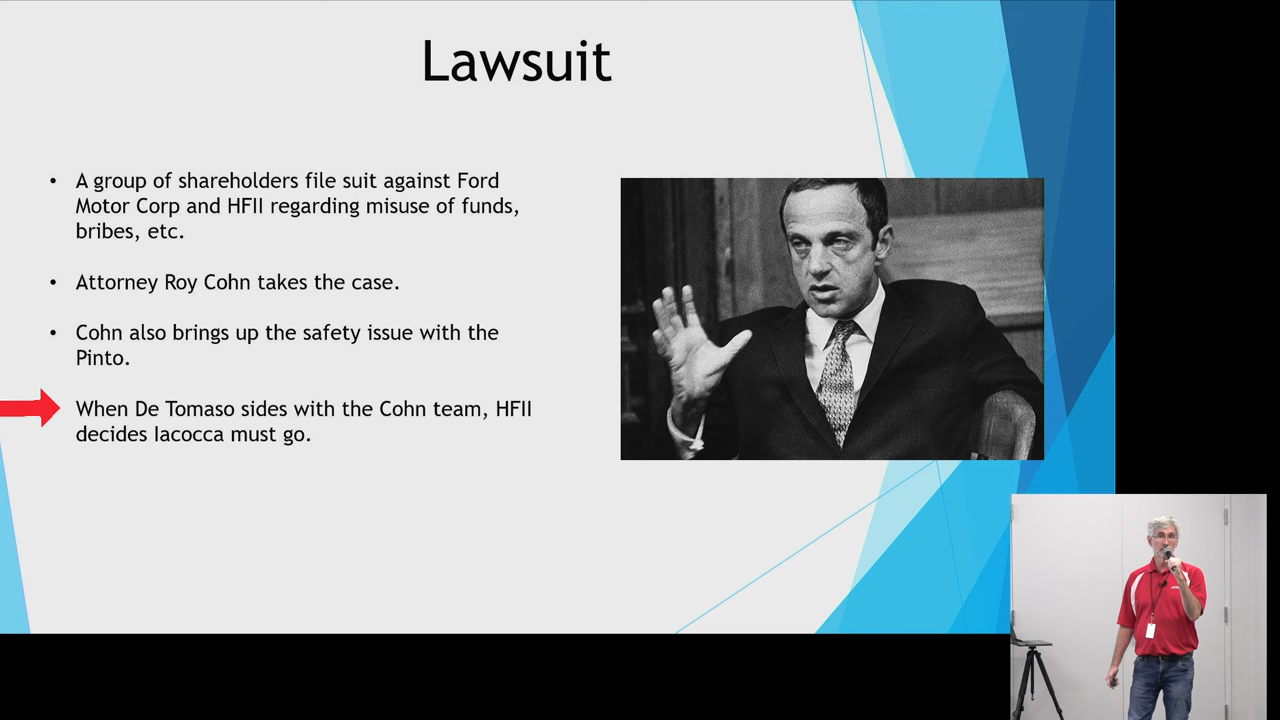 Lawsuit
• A group of shareholders file suit against Ford
Motor Corp and HFII regarding misuse of funds,
bribes, etc.
• Attorney Roy Cohn takes the case.
• Cohn also brings up the safety issue with the
Pinto.
When De Tomaso sides with the Cohn team, HFII
decides Iacocca must go.